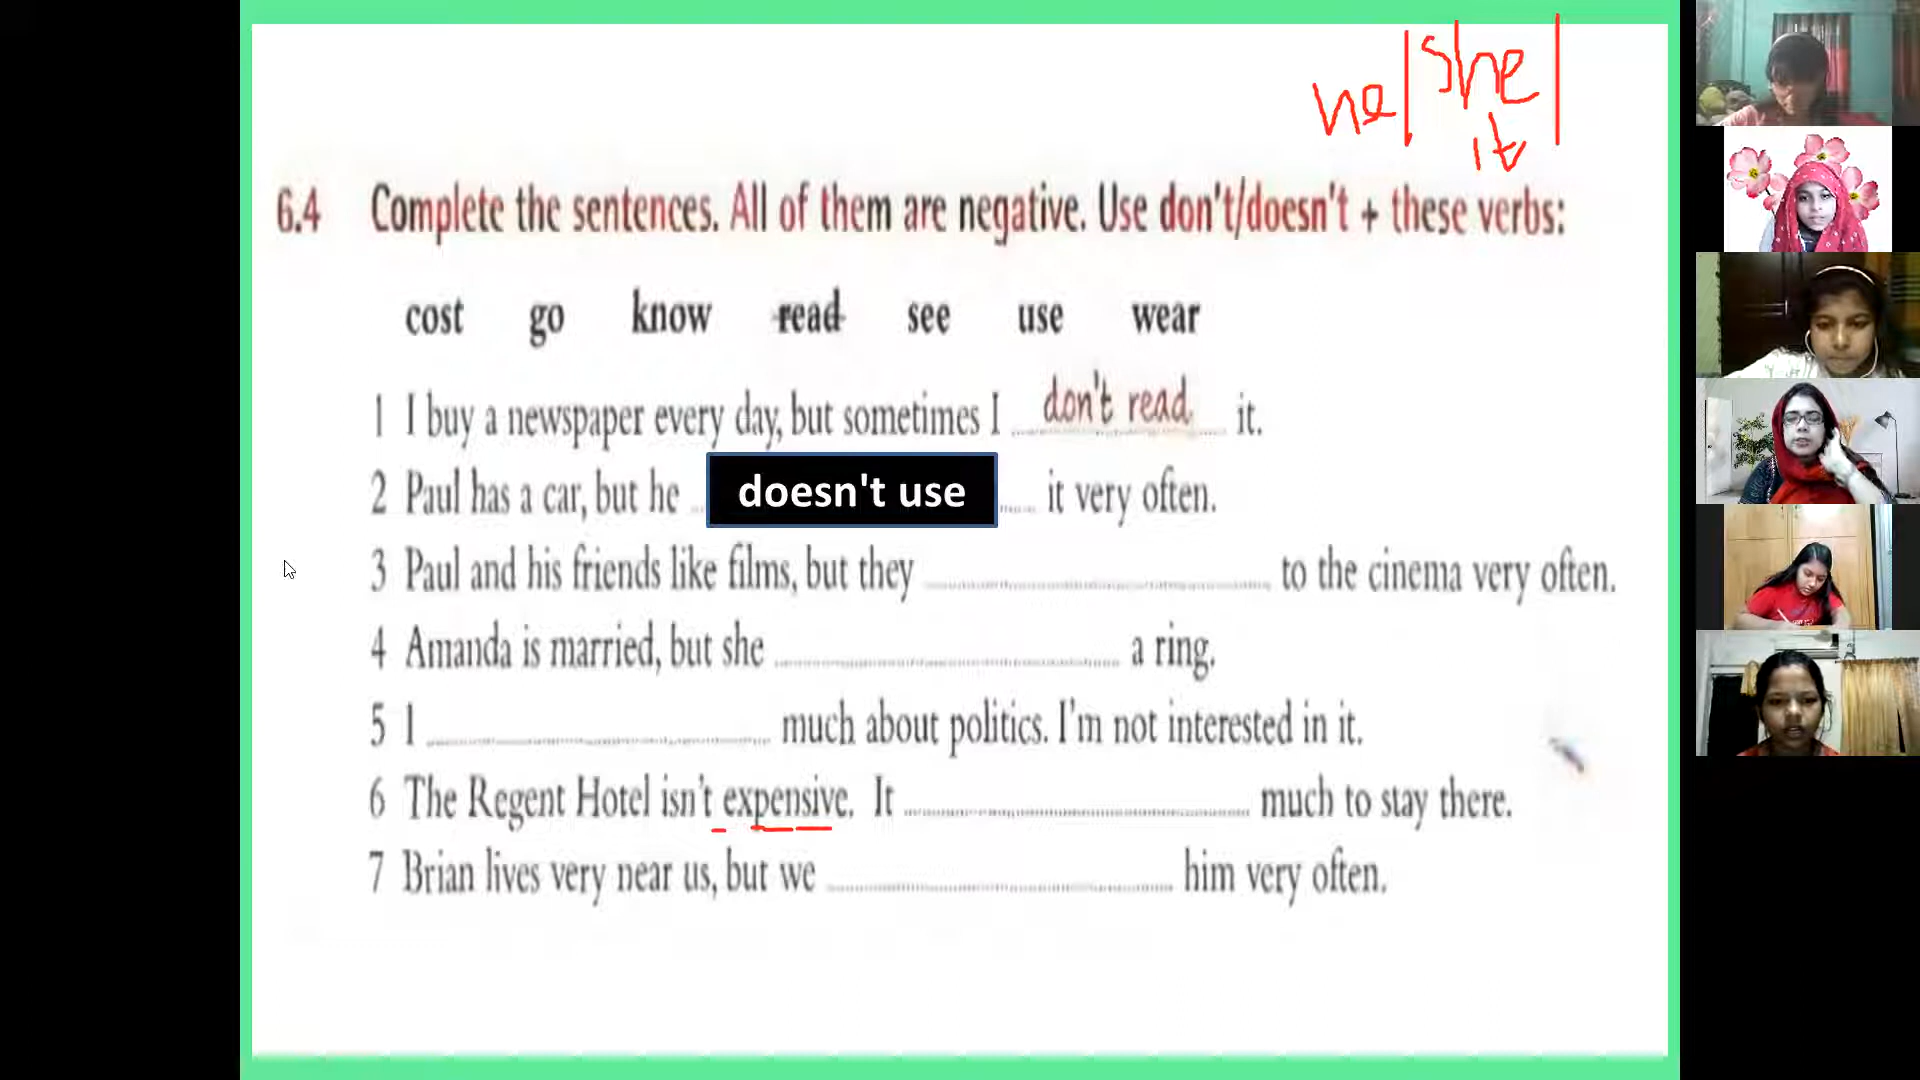 he|she|
it
6.4 Complete the sentences. All of them are negative. Use don't/doesn't + these verbs:
cost go know read see use wear
1 I buy a newspaper every day, but sometimes I don't read it.
2 Paul has a car, but he doesn't use it very often.
3 Paul and his friends like films, but they .......... to the cinema very often.
4 Amanda is married, but she .......... a ring.
5 I .......... much about politics. I'm not interested in it.
6 The Regent Hotel isn't expensive. It .......... much to stay there.
7 Brian lives very near us, but we .......... him very often.